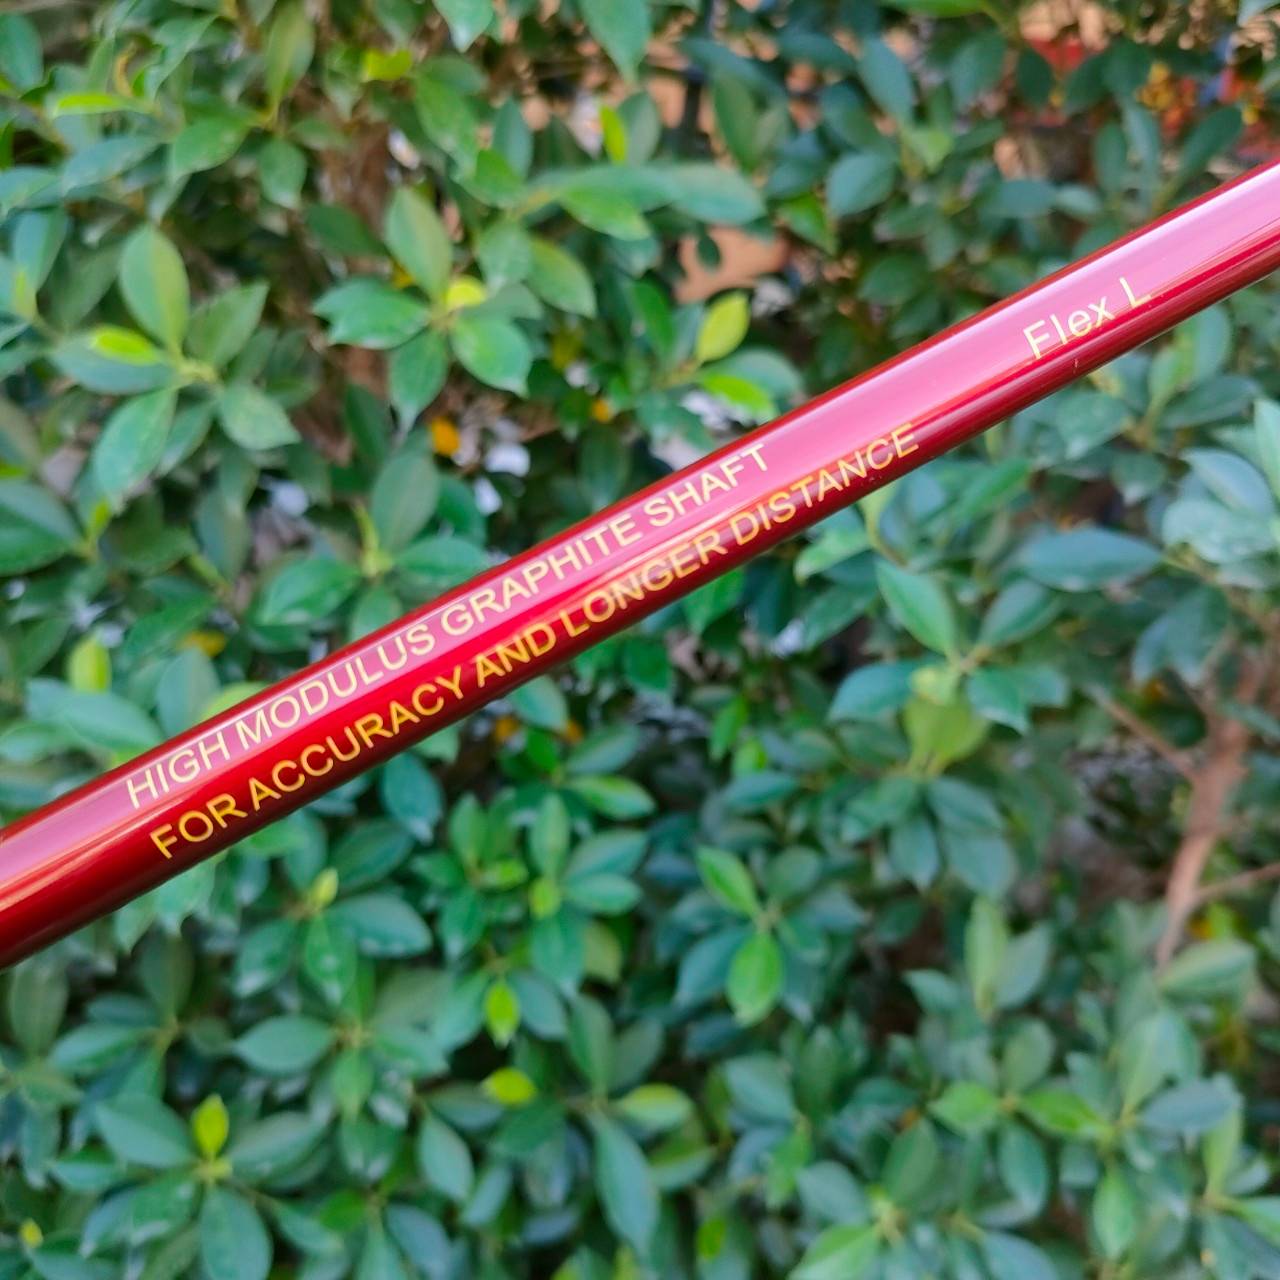 HIGH MODULUS GRAPHITE SHAFT
FOR ACCURACY AND LONGER DISTANCE
Flex L